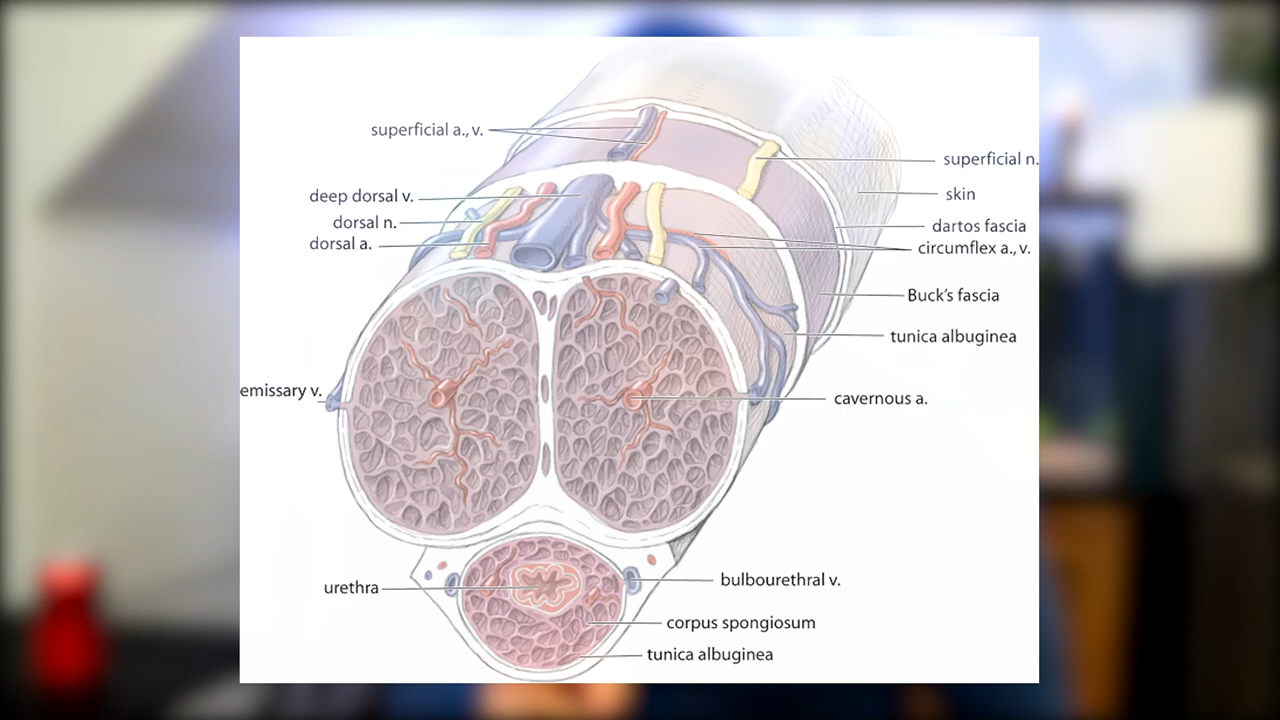 superficial a., v.
superficial n.
deep dorsal v.
skin
dorsal n.
dartos fascia
dorsal a.
circumflex a., v.
Buck's fascia
tunica albuginea
emissary v.
cavernous a.
urethra
bulbourethral v.
corpus spongiosum
tunica albuginea